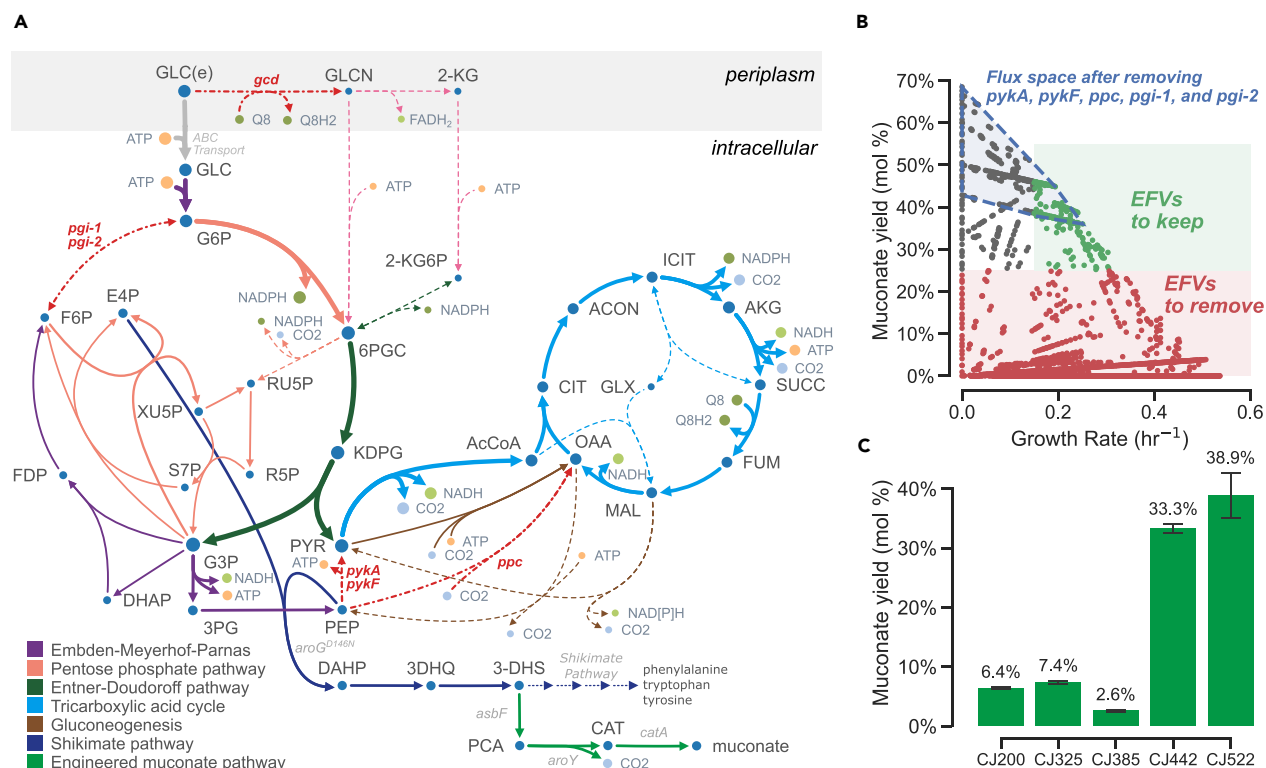 A
GLC(e)
gcd
GLCN
2-KG
periplasm
Q8
Q8H2
FADH2
ATP
ABC
Transport
intracellular
GLC
ATP
ATP
ATP
pgi-1
pgi-2
G6P
2-KG6P
ICIT
NADPH
CO2
E4P
NADPH
ACON
AKG
F6P
NADPH
CO2
NADPH
6PGC
NADH
ATP
CO2
RU5P
CIT
GLX
SUCC
XU5P
Q8
Q8H2
AcCoA
OAA
KDPG
FUM
FDP
S7P
R5P
NADH
NADH
CO2
MAL
G3P
PYR
ATP
CO2
ATP
ATP
NADH
ATP
pykA
pykF
ppc
DHAP
CO2
3PG
PEP
NAD[P]H
CO2
CO2
aroG^D146N
DAHP
3DHQ
3-DHS
Shikimate
Pathway
phenylalanine
tryptophan
tyrosine
asbF
PCA
CAT
catA
muconate
aroY
CO2
Embden-Meyerhof-Parnas
Pentose phosphate pathway
Entner-Doudoroff pathway
Tricarboxylic acid cycle
Gluconeogenesis
Shikimate pathway
Engineered muconate pathway
B
Flux space after removing
pykA, pykF, ppc, pgi-1, and pgi-2
EFVs
to keep
EFVs
to remove
Muconate yield (mol %)
70%
60%
50%
40%
30%
20%
10%
0%
0.0
0.2
0.4
0.6
Growth Rate (hr−1)
C
Muconate yield (mol %)
40%
30%
20%
10%
0%
6.4%
7.4%
2.6%
33.3%
38.9%
CJ200
CJ325
CJ385
CJ442
CJ522